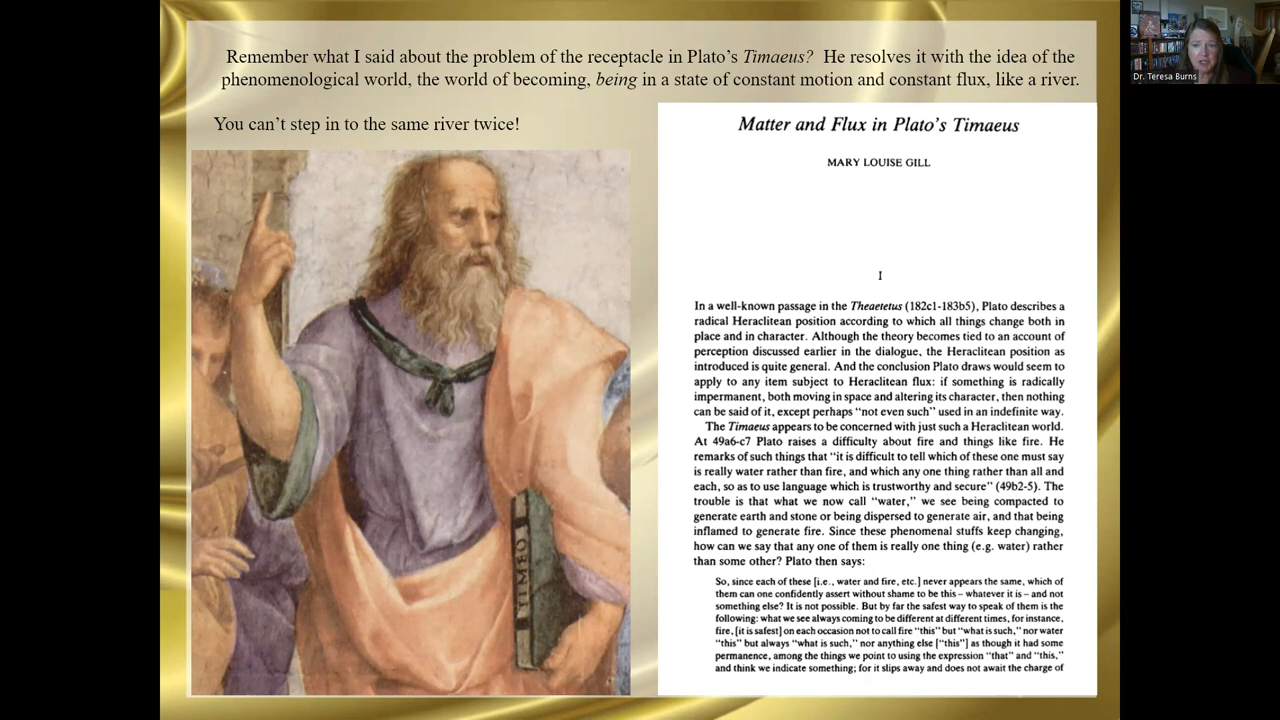 Remember what I said about the problem of the receptacle in Plato's Timaeus? He resolves it with the idea of the
phenomenological world, the world of becoming, being in a state of constant motion and constant flux, like a river.
You can't step in to the same river twice!
Dr. Teresa Burns
TIMEO
Matter and Flux in Plato's Timaeus
MARY LOUISE GILL
I
In a well-known passage in the Theaetetus (182c1-183b5), Plato describes a
radical Heraclitean position according to which all things change both in
place and in character. Although the theory becomes tied to an account of
perception discussed earlier in the dialogue, the Heraclitean position as
introduced is quite general. And the conclusion Plato draws would seem to
apply to any item subject to Heraclitean flux: if something is radically
impermanent, both moving in space and altering its character, then nothing
can be said of it, except perhaps "not even such" used in an indefinite way.
The Timaeus appears to be concerned with just such a Heraclitean world.
At 49a6-c7 Plato raises a difficulty about fire and things like fire. He
remarks of such things that "it is difficult to tell which of these one must say
is really water rather than fire, and which any one thing rather than all and
each, so as to use language which is trustworthy and secure" (49b2-5). The
trouble is that what we now call "water," we see being compacted to
generate earth and stone or being dispersed to generate air, and that being
inflamed to generate fire. Since these phenomenal stuffs keep changing,
how can we say that any one of them is really one thing (e.g. water) rather
than some other? Plato then says:
So, since each of these [i.e., water and fire, etc.] never appears the same, which of
them can one confidently assert without shame to be this – whatever it is – and not
something else? It is not possible. But by far the safest way to speak of them is the
following: what we see always coming to be different at different times, for instance,
fire, [it is safest] on each occasion not to call fire "this" but "what is such," nor water
"this" but always "what is such," nor anything else ["this"] as though it had some
permanence, among the things we point to using the expression "that" and "this,"
and think we indicate something; for it slips away and does not await the charge of